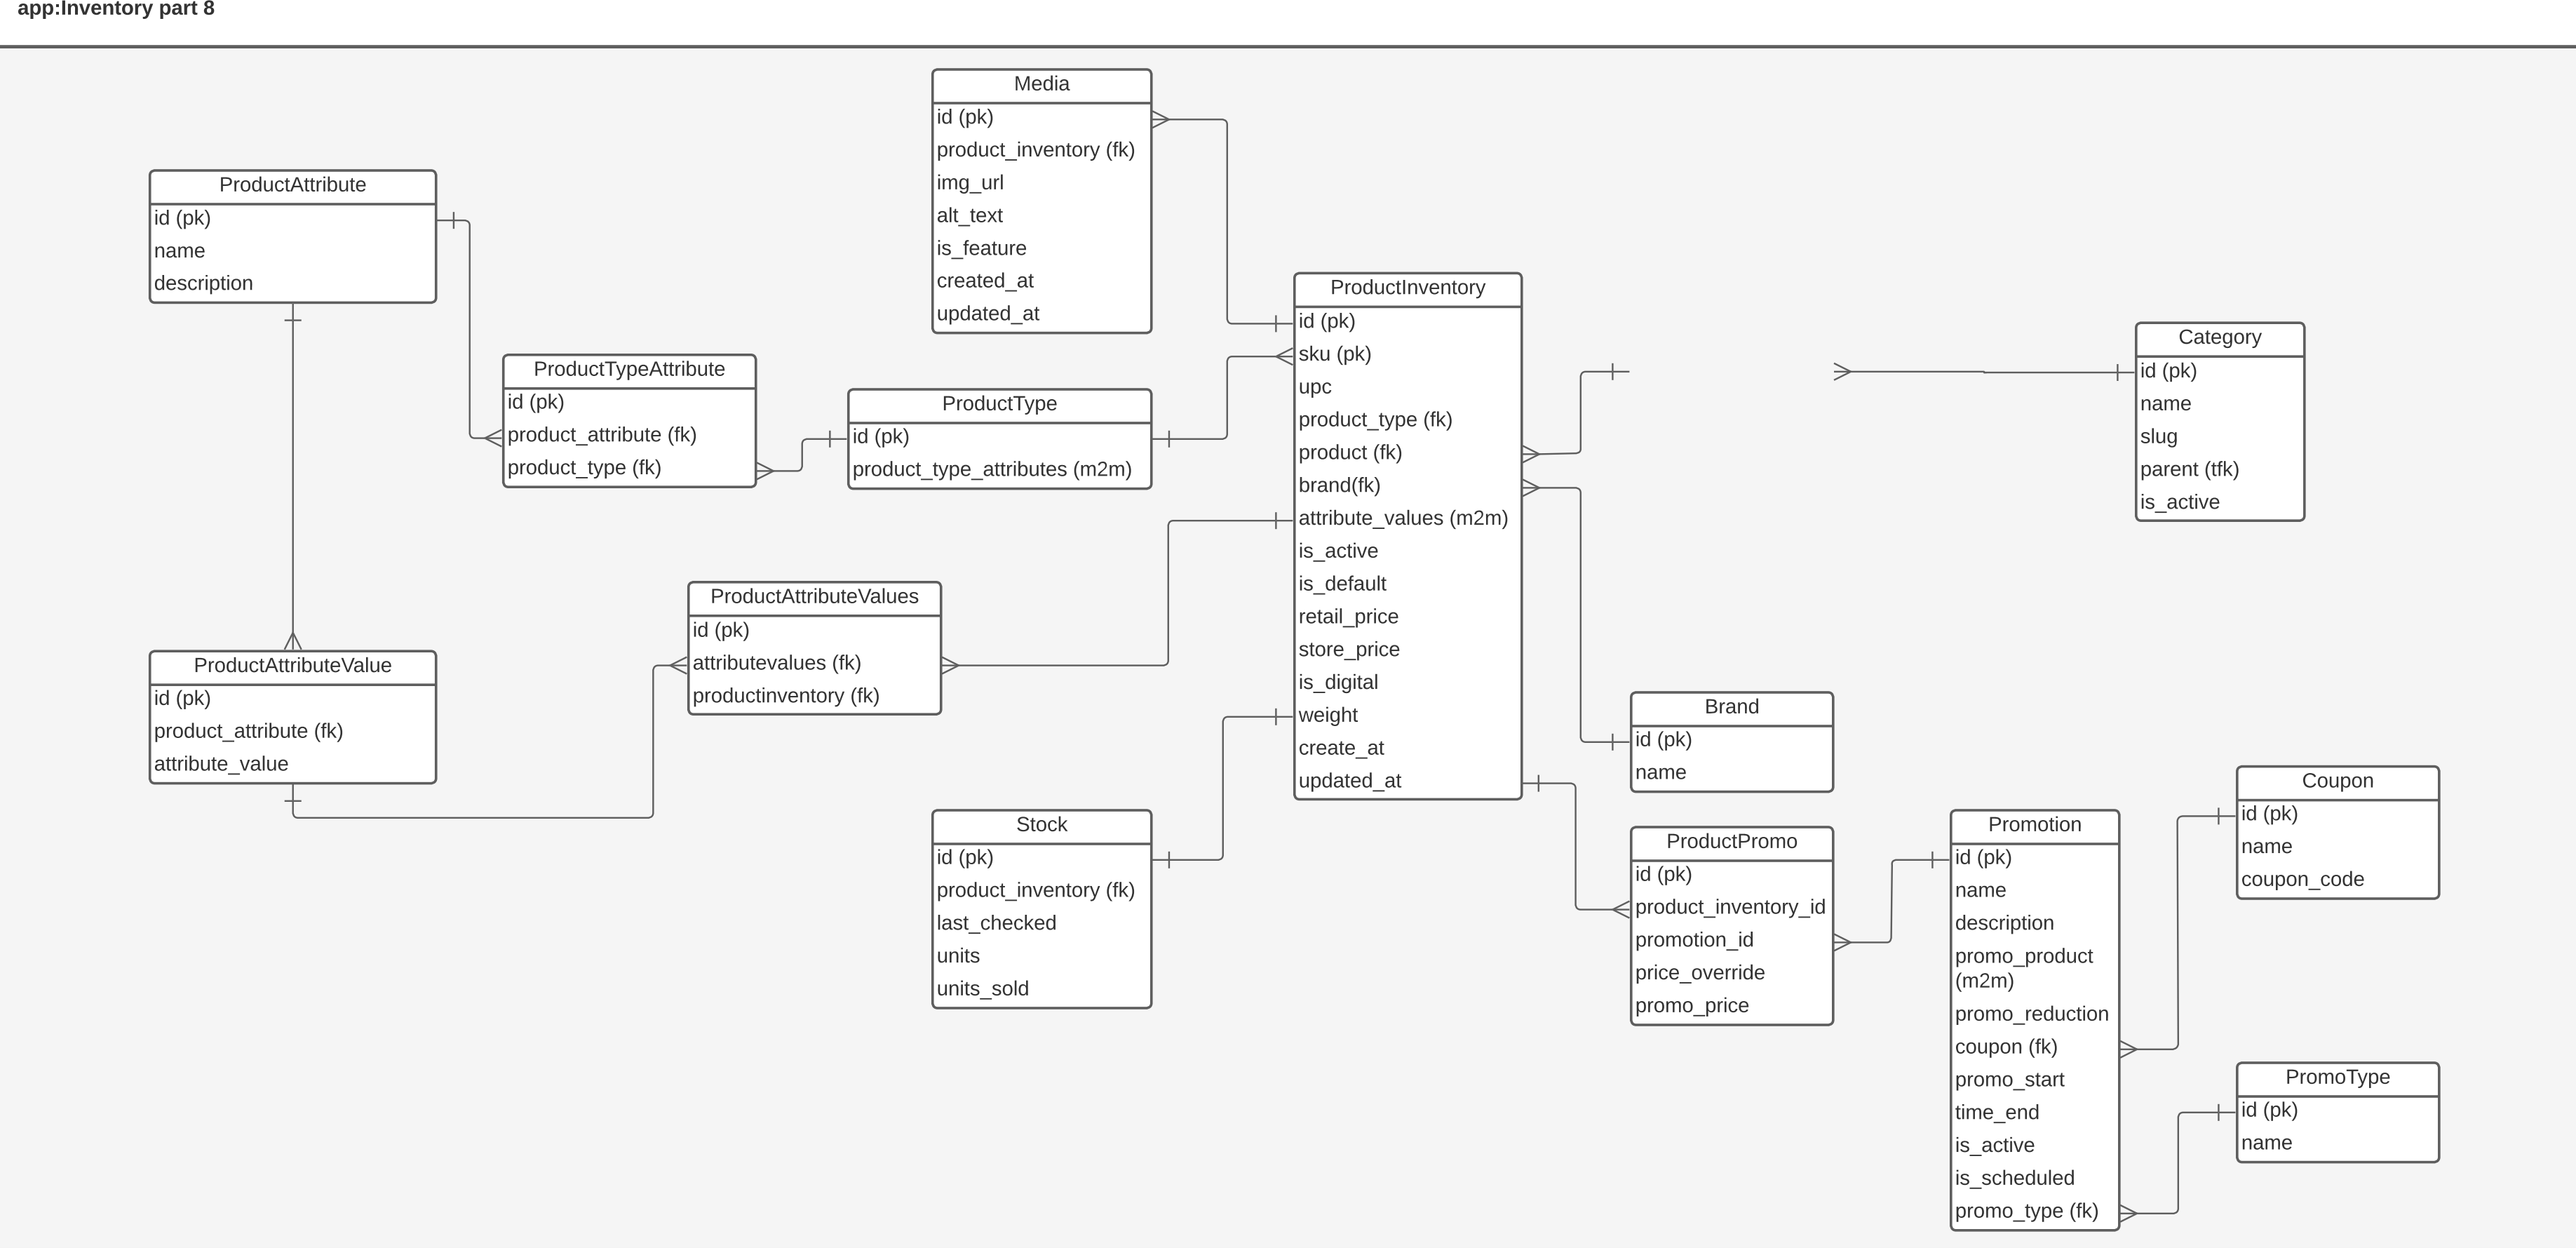 app:Inventory part 8
Media
id (pk)
product_inventory (fk)
img_url
alt_text
is_feature
created_at
updated_at
ProductAttribute
id (pk)
name
description
ProductTypeAttribute
id (pk)
product_attribute (fk)
product_type (fk)
ProductType
id (pk)
product_type_attributes (m2m)
ProductInventory
id (pk)
sku (pk)
upc
product_type (fk)
product (fk)
brand(fk)
attribute_values (m2m)
is_active
is_default
retail_price
store_price
is_digital
weight
create_at
updated_at
Category
id (pk)
name
slug
parent (tfk)
is_active
ProductAttributeValues
id (pk)
attributevalues (fk)
productinventory (fk)
ProductAttributeValue
id (pk)
product_attribute (fk)
attribute_value
Brand
id (pk)
name
Stock
id (pk)
product_inventory (fk)
last_checked
units
units_sold
ProductPromo
id (pk)
product_inventory_id
promotion_id
price_override
promo_price
Promotion
id (pk)
name
description
promo_product
(m2m)
promo_reduction
coupon (fk)
promo_start
time_end
is_active
is_scheduled
promo_type (fk)
Coupon
id (pk)
name
coupon_code
PromoType
id (pk)
name